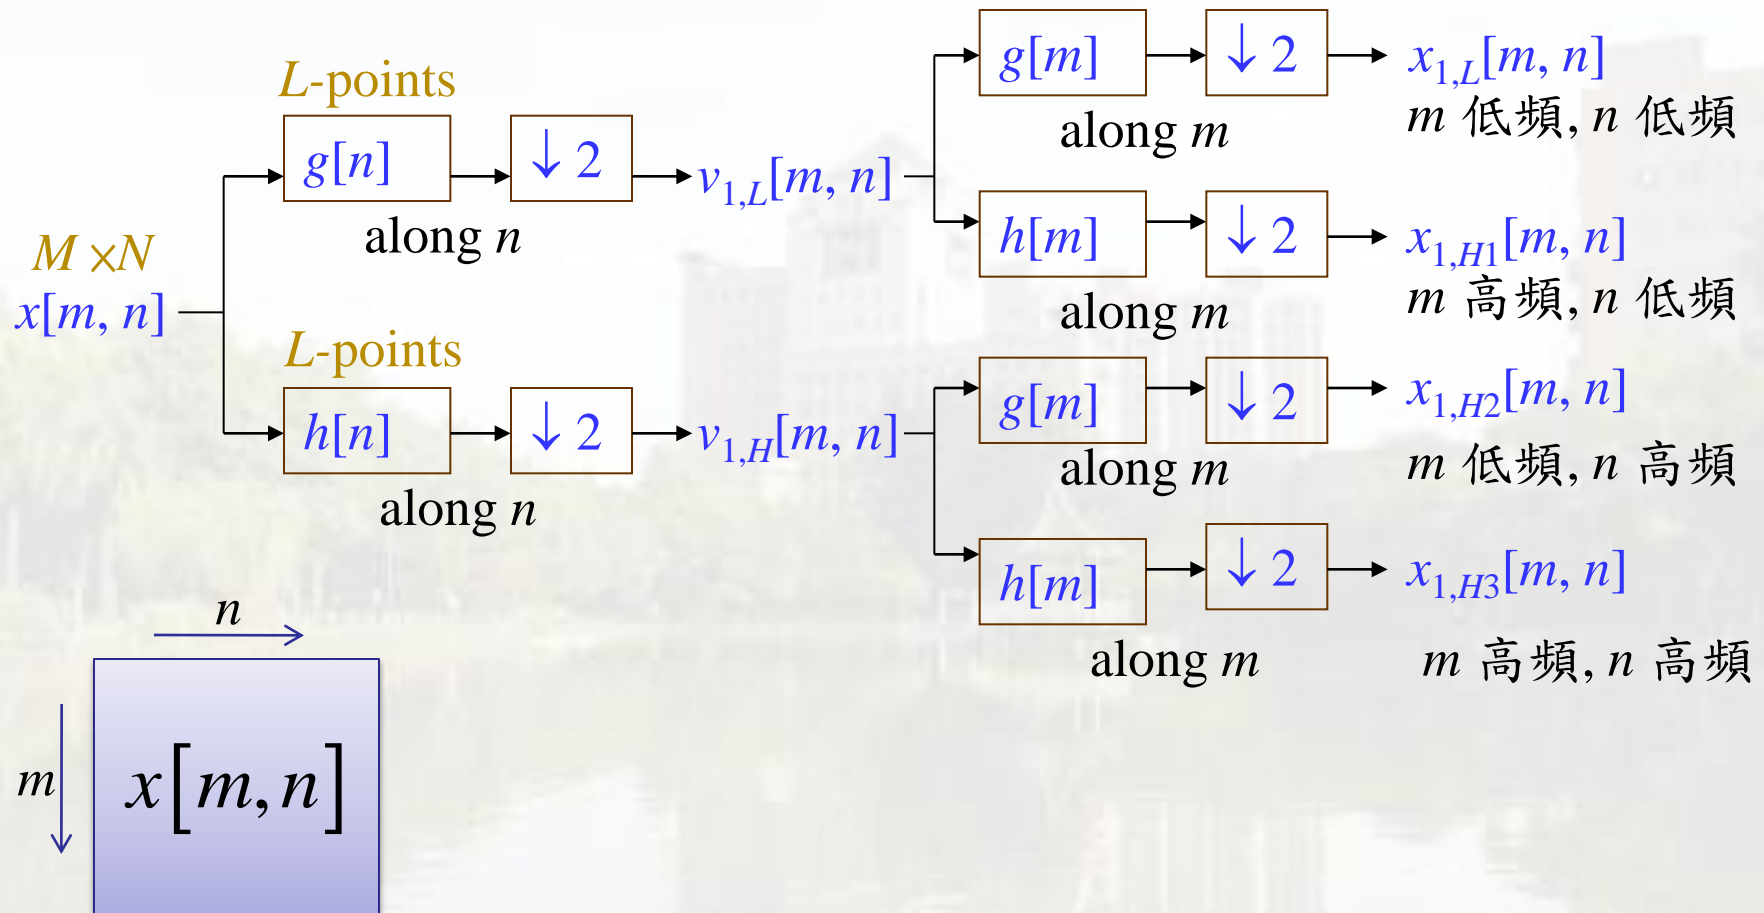 L-points
g[n]
↓2
along n
v₁,L[m, n]
g[m]
↓2
along m
x₁,L[m, n]
m 低頻, n 低頻
h[m]
↓2
along m
x₁,H1[m, n]
m 高頻, n 低頻
M ×N
x[m, n]
L-points
h[n]
↓2
along n
v₁,H[m, n]
g[m]
↓2
along m
x₁,H2[m, n]
m 低頻, n 高頻
h[m]
↓2
along m
x₁,H3[m, n]
m 高頻, n 高頻
n
m
x[m,n]